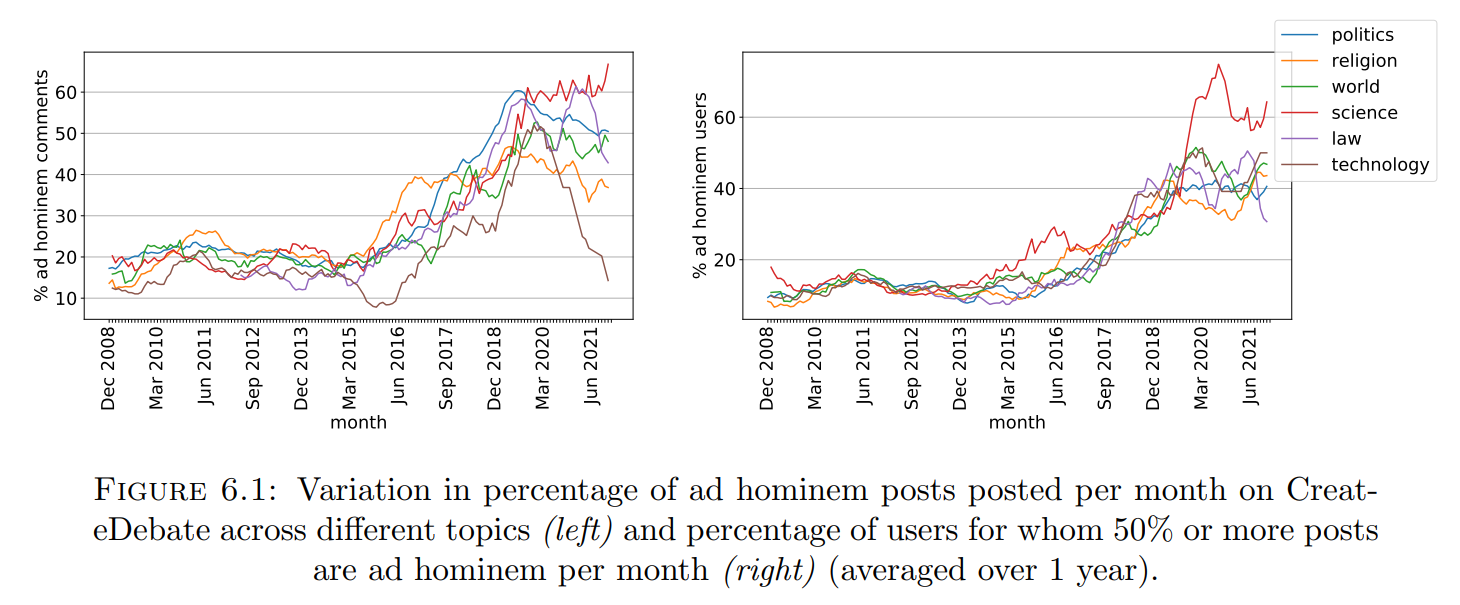 % ad hominem comments
60
50
40
30
20
10
Dec 2008
Mar 2010
Jun 2011
Sep 2012
Dec 2013
Mar 2015
Jun 2016
Sep 2017
Dec 2018
Mar 2020
Jun 2021
month
% ad hominem users
60
40
20
Dec 2008
Mar 2010
Jun 2011
Sep 2012
Dec 2013
Mar 2015
Jun 2016
Sep 2017
Dec 2018
Mar 2020
Jun 2021
month
politics
religion
world
science
law
technology
FIGURE 6.1: Variation in percentage of ad hominem posts posted per month on Creat-
eDebate across different topics (left) and percentage of users for whom 50% or more posts
are ad hominem per month (right) (averaged over 1 year).